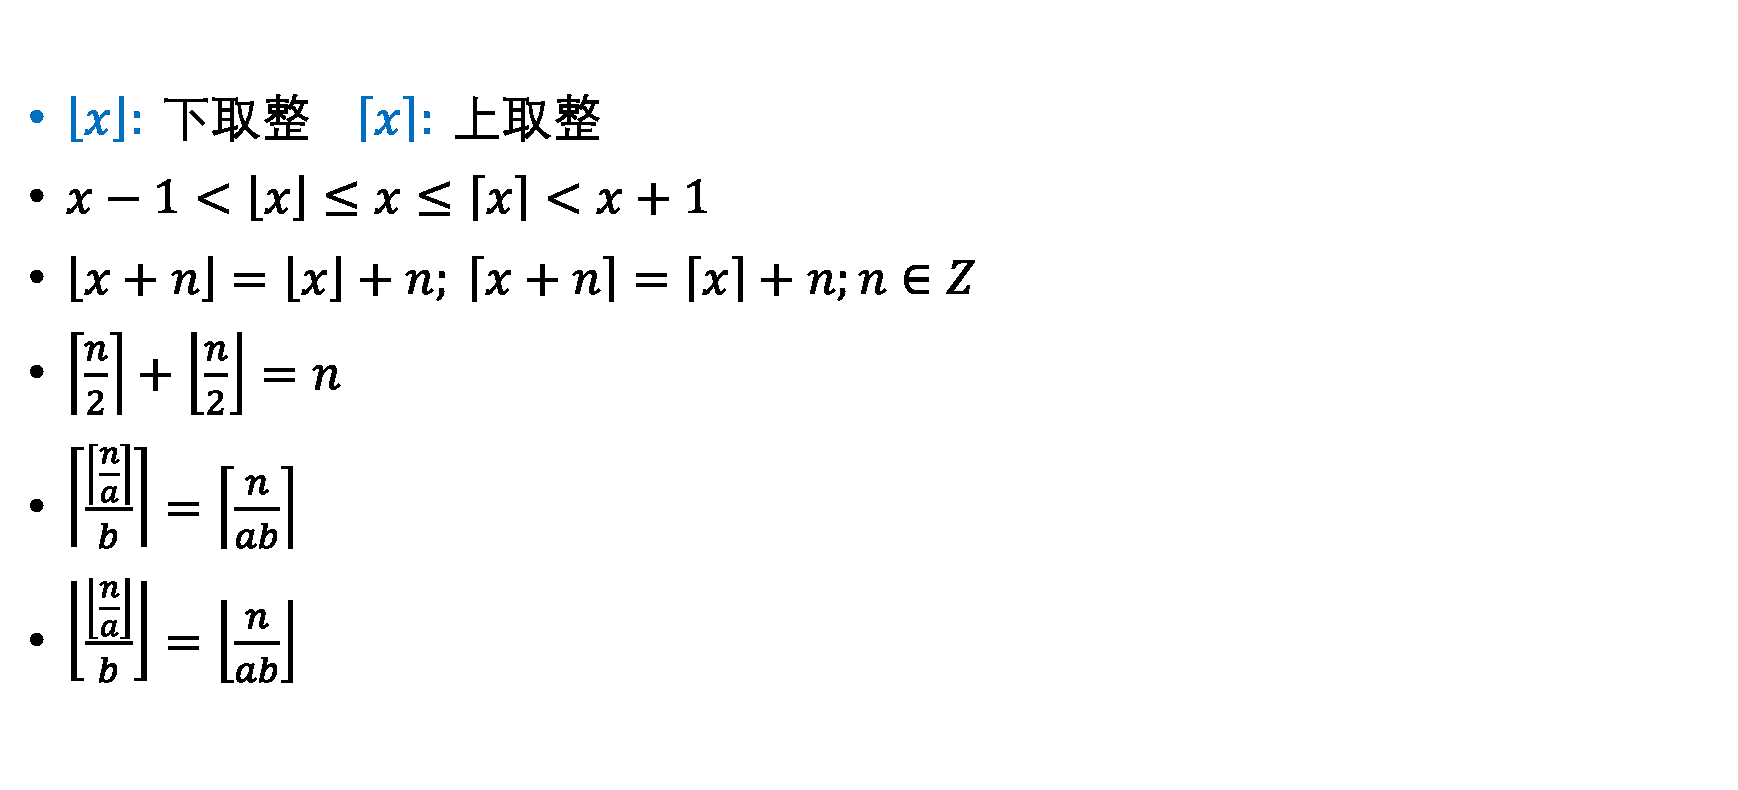 • ⌊x⌋: 下取整 ⌈x⌉: 上取整
• x − 1 < ⌊x⌋ ≤ x ≤ ⌈x⌉ < x + 1
• ⌊x + n⌋ = ⌊x⌋ + n; ⌈x + n⌉ = ⌈x⌉ + n; n ∈ Z
• ⌈n/2⌉ + ⌊n/2⌋ = n
• ⌈⌈n/a⌉/b⌉ = ⌈n/ab⌉
• ⌊⌊n/a⌋/b⌋ = ⌊n/ab⌋